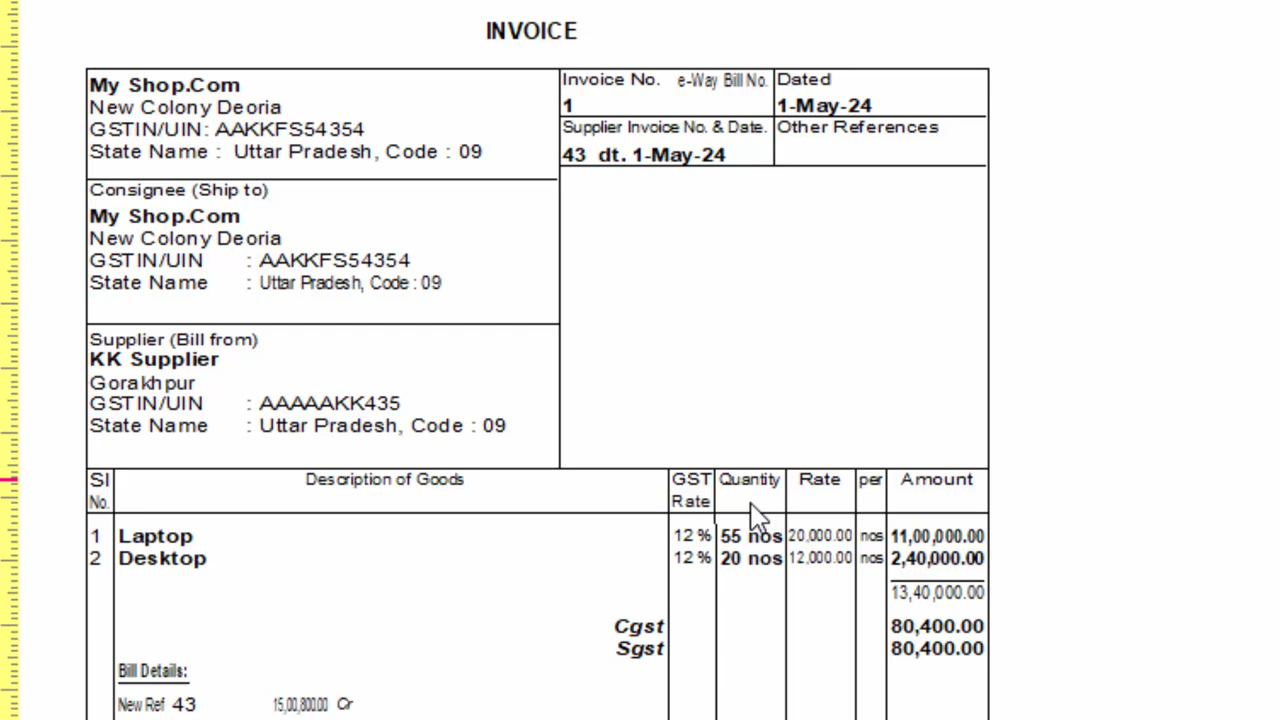 INVOICE
My Shop.Com
New Colony Deoria
GSTIN/UIN: AAKKFS54354
State Name : Uttar Pradesh, Code : 09
Invoice No. e-Way Bill No.
1
Dated
1-May-24
Supplier Invoice No. & Date.
43 dt. 1-May-24
Other References
Consignee (Ship to)
My Shop.Com
New Colony Deoria
GSTIN/UIN : AAKKFS54354
State Name : Uttar Pradesh, Code : 09
Supplier (Bill from)
KK Supplier
Gorakhpur
GSTIN/UIN : AAAAAKK435
State Name : Uttar Pradesh, Code : 09
Sl No. Description of Goods GST Rate Quantity Rate per Amount
1 Laptop 12 % 55 nos 20,000.00 nos 11,00,000.00
2 Desktop 12 % 20 nos 12,000.00 nos 2,40,000.00
13,40,000.00
Cgst 80,400.00
Sgst 80,400.00
Bill Details:
New Ref 43 15,00,800.00 Cr